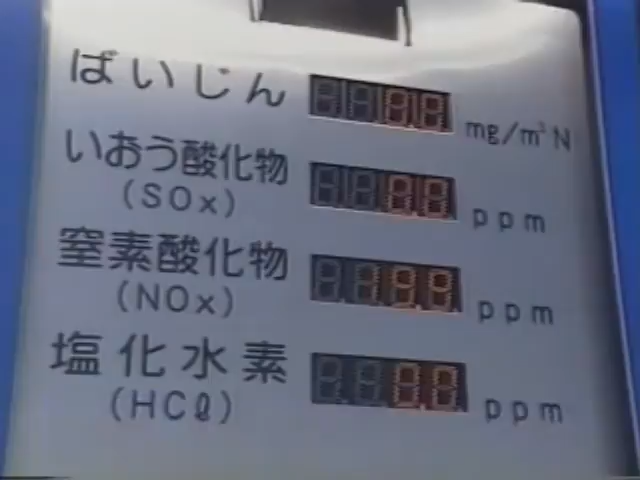 ばいじん mg/m³N
いおう酸化物
(SOx) ppm
窒素酸化物
(NOx) ppm
塩化水素
(HCℓ) ppm